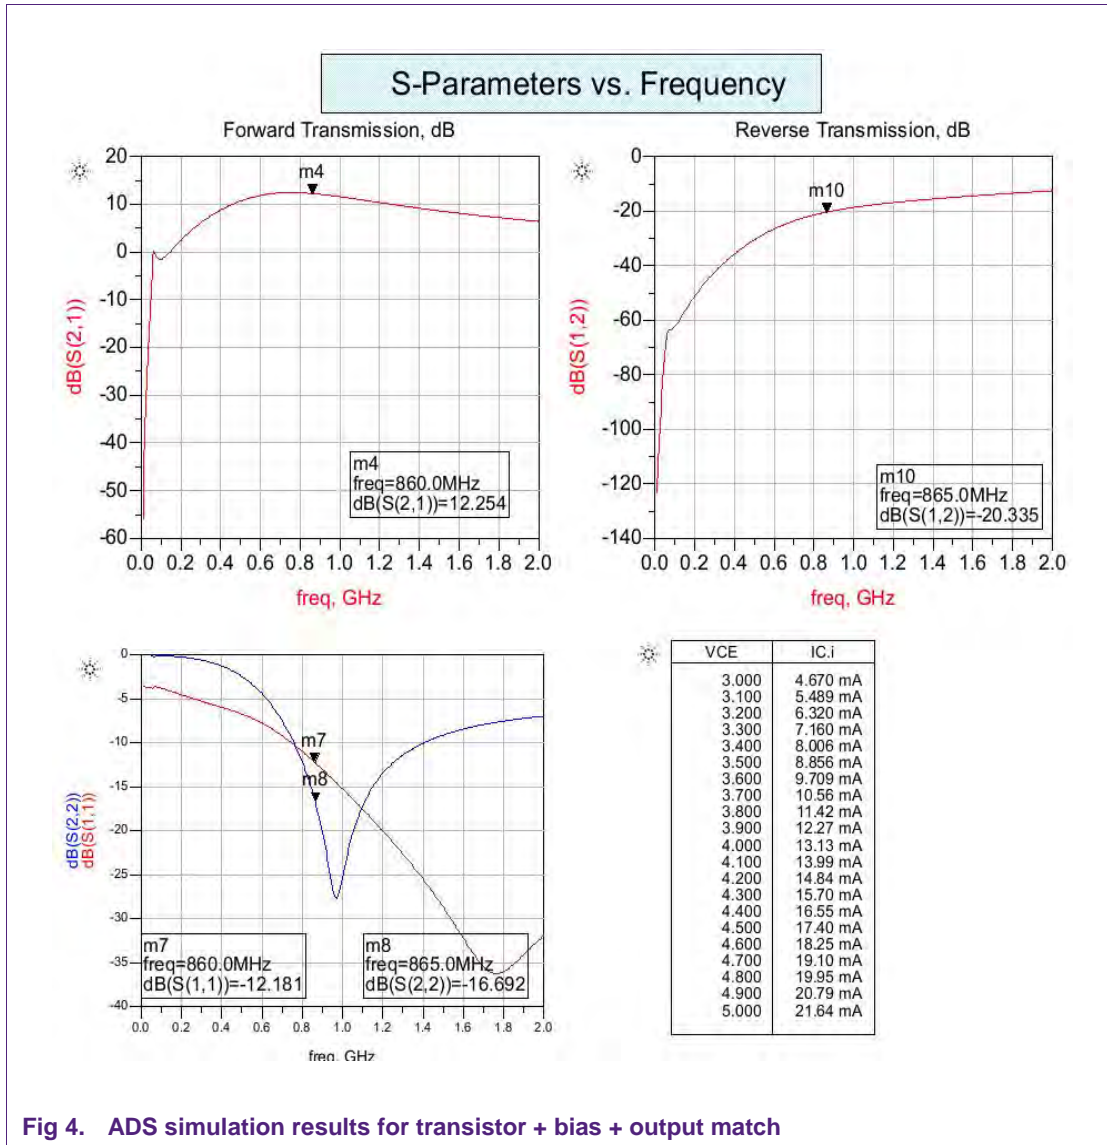 S-Parameters vs. Frequency
Forward Transmission, dB
20
10
0
-10
-20
-30
-40
-50
-60
dB(S(2,1))
m4
m4
freq=860.0MHz
dB(S(2,1))=12.254
0.0 0.2 0.4 0.6 0.8 1.0 1.2 1.4 1.6 1.8 2.0
freq, GHz
Reverse Transmission, dB
0
-20
-40
-60
-80
-100
-120
-140
dB(S(1,2))
m10
m10
freq=865.0MHz
dB(S(1,2))=-20.335
0.0 0.2 0.4 0.6 0.8 1.0 1.2 1.4 1.6 1.8 2.0
freq, GHz
0
-5
-10
-15
-20
-25
-30
-35
-40
dB(S(2,2))
dB(S(1,1))
m7
m8
m7
freq=860.0MHz
dB(S(1,1))=-12.181
m8
freq=865.0MHz
dB(S(2,2))=-16.692
0.0 0.2 0.4 0.6 0.8 1.0 1.2 1.4 1.6 1.8 2.0
freq, GHz
VCE IC.i
3.000 4.670 mA
3.100 5.489 mA
3.200 6.320 mA
3.300 7.160 mA
3.400 8.006 mA
3.500 8.856 mA
3.600 9.709 mA
3.700 10.56 mA
3.800 11.42 mA
3.900 12.27 mA
4.000 13.13 mA
4.100 13.99 mA
4.200 14.84 mA
4.300 15.70 mA
4.400 16.55 mA
4.500 17.40 mA
4.600 18.25 mA
4.700 19.10 mA
4.800 19.95 mA
4.900 20.79 mA
5.000 21.64 mA
Fig 4. ADS simulation results for transistor + bias + output match